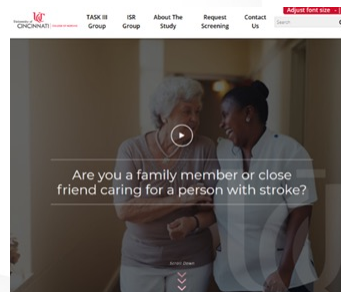 Adjust font size
University of
CINCINNATI
TASK III
Group
ISR
Group
About The
Study
Request
Screening
Contact
Us
Search
Are you a family member or close
friend caring for a person with stroke?
Scroll Down